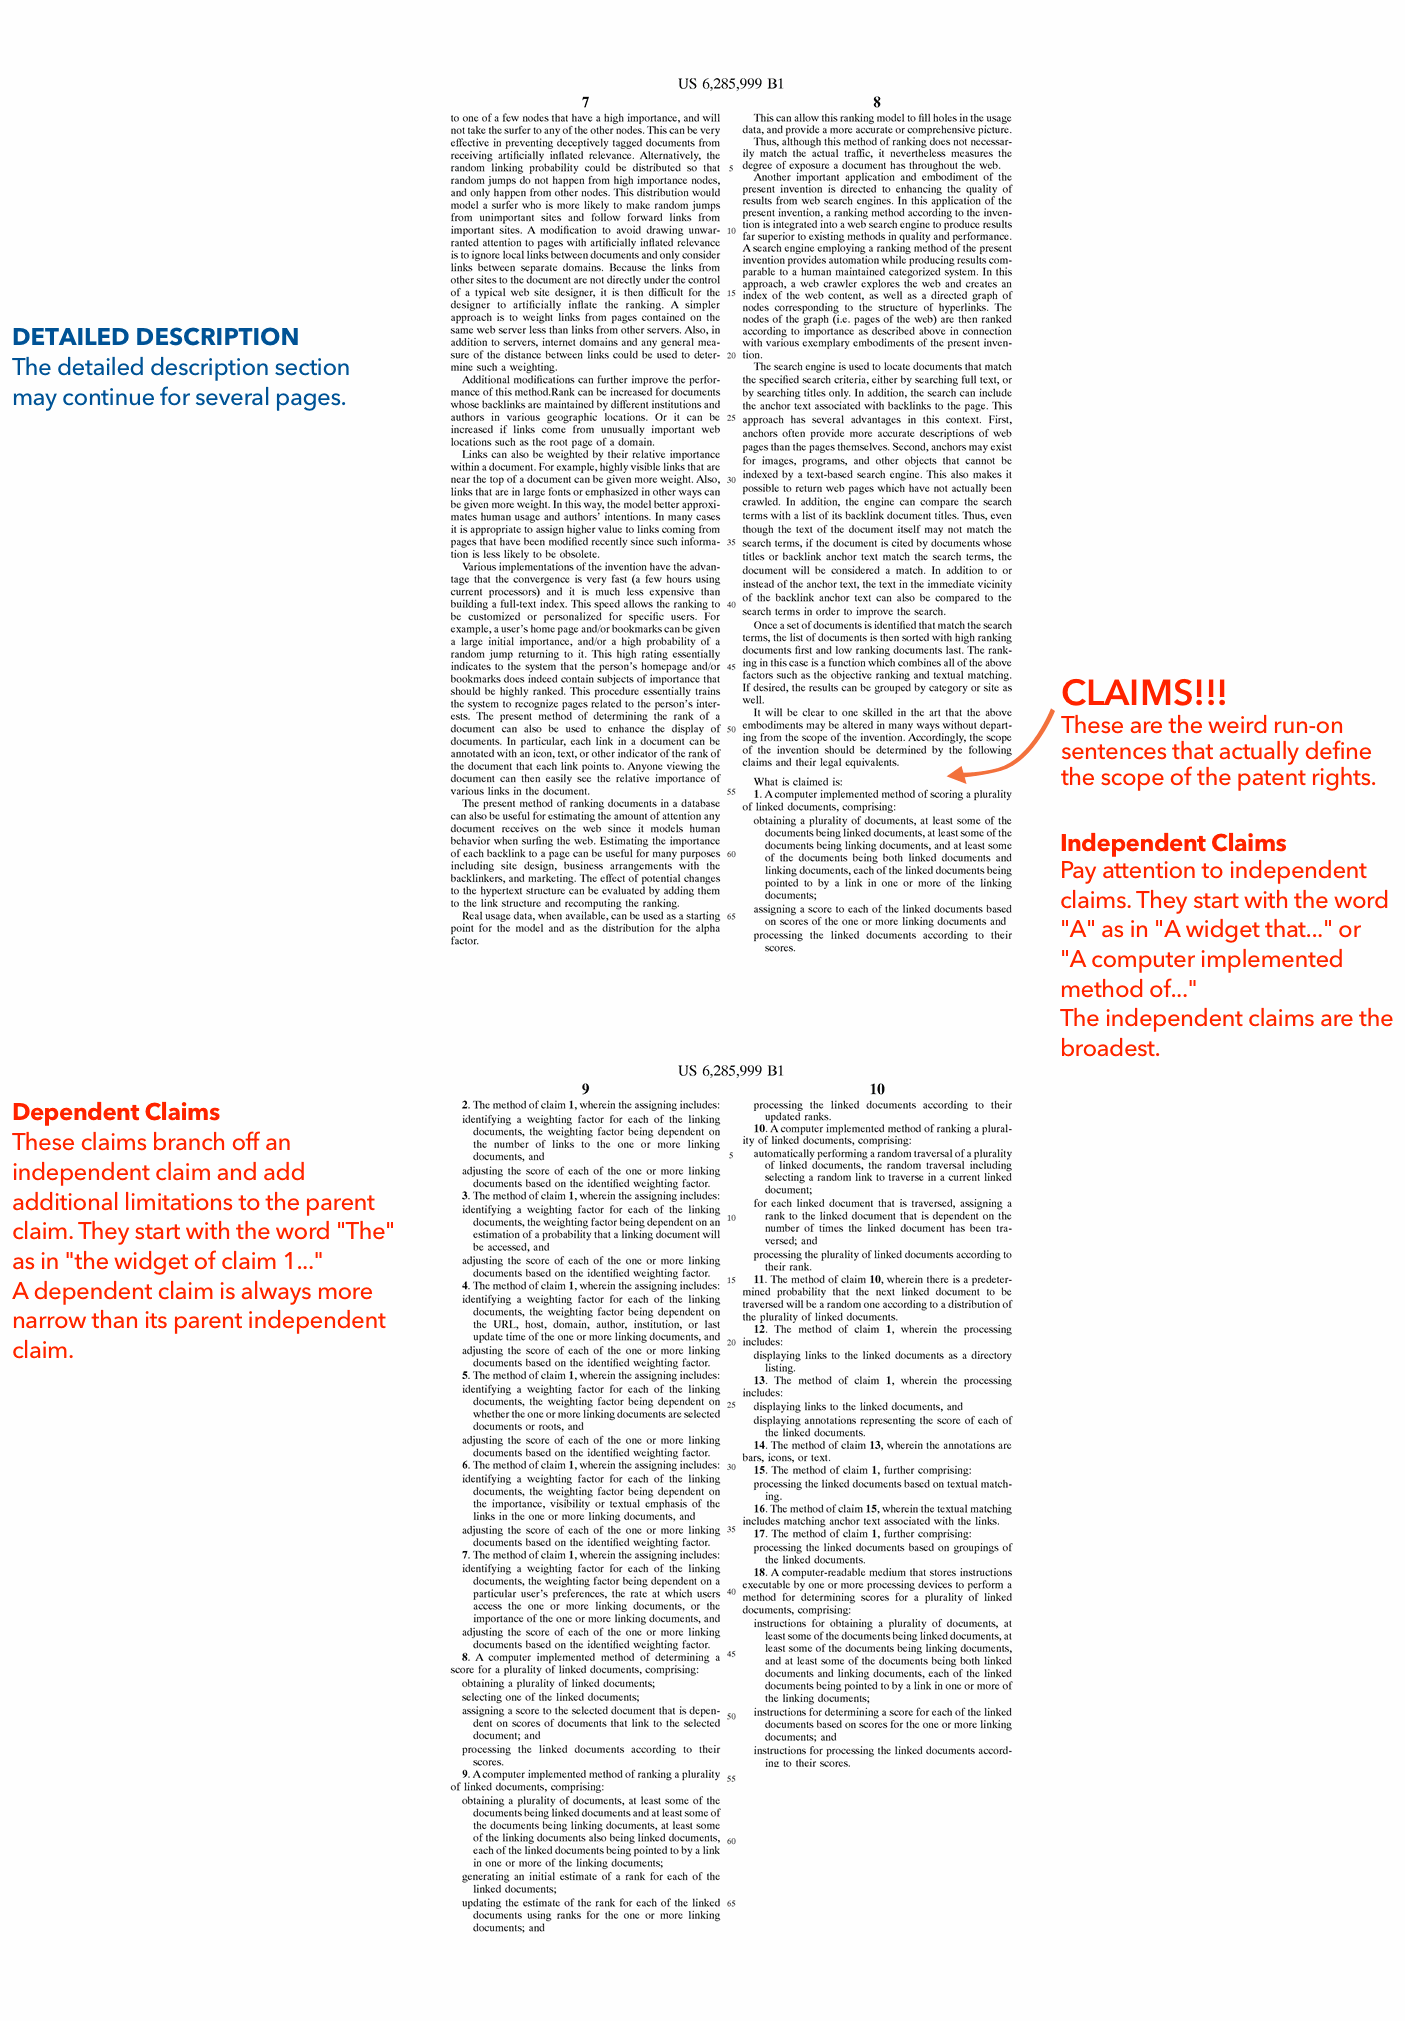 US 6,285,999 B1
7
to one of a few nodes that have a high importance, and will
not take the surfer to any of the other nodes. This can be very
effective in preventing deceptively tagged documents from
receiving artificially inflated relevance. Alternatively, the
random linking probability could be distributed so that
random jumps do not happen from high importance nodes,
and only happen from other nodes. This distribution would
model a surfer who is more likely to make random jumps
from unimportant sites and follow forward links from
important sites. A modification to avoid drawing unwar-
ranted attention to pages with artificially inflated relevance
is to ignore local links between documents and only consider
links between separate domains. Because the links from
other sites to the document are not directly under the control
of a typical web site designer, it is then difficult for the
designer to artificially inflate the ranking. A simpler
approach is to weight links from pages contained on the
same web server less than links from other servers. Also, in
addition to servers, internet domains and any general mea-
sure of the distance between links could be used to deter-
mine such a weighting.
Additional modifications can further improve the perfor-
mance of this method.Rank can be increased for documents
whose backlinks are maintained by different institutions and
authors in various geographic locations. Or it can be
increased if links come from unusually important web
locations such as the root page of a domain.
Links can also be weighted by their relative importance
within a document. For example, highly visible links that are
near the top of a document can be given more weight. Also,
links that are in large fonts or emphasized in other ways can
be given more weight. In this way, the model better approxi-
mates human usage and authors' intentions. In many cases
it is appropriate to assign higher value to links coming from
pages that have been modified recently since such informa-
tion is less likely to be obsolete.
Various implementations of the invention have the advan-
tage that the convergence is very fast (a few hours using
current processors) and it is much less expensive than
building a full-text index. This speed allows the ranking to
be customized or personalized for specific users. For
example, a user's home page and/or bookmarks can be given
a large initial importance, and/or a high probability of a
random jump returning to it. This high rating essentially
indicates to the system that the person's homepage and/or
bookmarks does indeed contain subjects of importance that
should be highly ranked. This procedure essentially trains
the system to recognize pages related to the person's inter-
ests. The present method of determining the rank of a
document can also be used to enhance the display of
documents. In particular, each link in a document can be
annotated with an icon, text, or other indicator of the rank of
the document that each link points to. Anyone viewing the
document can then easily see the relative importance of
various links in the document.
The present method of ranking documents in a database
can also be useful for estimating the amount of attention any
document receives on the web since it models human
behavior when surfing the web. Estimating the importance
of each backlink to a page can be useful for many purposes
including site design, business arrangements with the
backlinkers, and marketing. The effect of potential changes
to the hypertext structure can be evaluated by adding them
to the link structure and recomputing the ranking.
Real usage data, when available, can be used as a starting
point for the model and as the distribution for the alpha
factor.
5
10
15
20
25
30
35
40
45
50
55
60
65
8
This can allow this ranking model to fill holes in the usage
data, and provide a more accurate or comprehensive picture.
Thus, although this method of ranking does not necessar-
ily match the actual traffic, it nevertheless measures the
degree of exposure a document has throughout the web.
Another important application and embodiment of the
present invention is directed to enhancing the quality of
results from web search engines. In this application of the
present invention, a ranking method according to the inven-
tion is integrated into a web search engine to produce results
far superior to existing methods in quality and performance.
A search engine employing a ranking method of the present
invention provides automation while producing results com-
parable to a human maintained categorized system. In this
approach, a web crawler explores the web and creates an
index of the web content, as well as a directed graph of
nodes corresponding to the structure of hyperlinks. The
nodes of the graph (i.e. pages of the web) are then ranked
according to importance as described above in connection
with various exemplary embodiments of the present inven-
tion.
The search engine is used to locate documents that match
the specified search criteria, either by searching full text, or
by searching titles only. In addition, the search can include
the anchor text associated with backlinks to the page. This
approach has several advantages in this context. First,
anchors often provide more accurate descriptions of web
pages than the pages themselves. Second, anchors may exist
for images, programs, and other objects that cannot be
indexed by a text-based search engine. This also makes it
possible to return web pages which have not actually been
crawled. In addition, the engine can compare the search
terms with a list of its backlink document titles. Thus, even
though the text of the document itself may not match the
search terms, if the document is cited by documents whose
titles or backlink anchor text match the search terms, the
document will be considered a match. In addition to or
instead of the anchor text, the text in the immediate vicinity
of the backlink anchor text can also be compared to the
search terms in order to improve the search.
Once a set of documents is identified that match the search
terms, the list of documents is then sorted with high ranking
documents first and low ranking documents last. The rank-
ing in this case is a function which combines all of the above
factors such as the objective ranking and textual matching.
If desired, the results can be grouped by category or site as
well.
It will be clear to one skilled in the art that the above
embodiments may be altered in many ways without depart-
ing from the scope of the invention. Accordingly, the scope
of the invention should be determined by the following
claims and their legal equivalents.
What is claimed is:
1. A computer implemented method of scoring a plurality
of linked documents, comprising:
obtaining a plurality of documents, at least some of the
documents being linked documents, at least some of the
documents being linking documents, and at least some
of the documents being both linked documents and
linking documents, each of the linked documents being
pointed to by a link in one or more of the linking
documents;
assigning a score to each of the linked documents based
on scores of the one or more linking documents and
processing the linked documents according to their
scores.
DETAILED DESCRIPTION
The detailed description section
may continue for several pages.
CLAIMS!!!
These are the weird run-on
sentences that actually define
the scope of the patent rights.
Independent Claims
Pay attention to independent
claims. They start with the word
"A" as in "A widget that..." or
"A computer implemented
method of..."
The independent claims are the
broadest.
Dependent Claims
These claims branch off an
independent claim and add
additional limitations to the parent
claim. They start with the word "The"
as in "the widget of claim 1..."
A dependent claim is always more
narrow than its parent independent
claim.
US 6,285,999 B1
9
2. The method of claim 1, wherein the assigning includes:
identifying a weighting factor for each of the linking
documents, the weighting factor being dependent on
the number of links to the one or more linking
documents, and
adjusting the score of each of the one or more linking
documents based on the identified weighting factor.
3. The method of claim 1, wherein the assigning includes:
identifying a weighting factor for each of the linking
documents, the weighting factor being dependent on an
estimation of a probability that a linking document will
be accessed, and
adjusting the score of each of the one or more linking
documents based on the identified weighting factor.
4. The method of claim 1, wherein the assigning includes:
identifying a weighting factor for each of the linking
documents, the weighting factor being dependent on
the URL, host, domain, author, institution, or last
update time of the one or more linking documents, and
adjusting the score of each of the one or more linking
documents based on the identified weighting factor.
5. The method of claim 1, wherein the assigning includes:
identifying a weighting factor for each of the linking
documents, the weighting factor being dependent on
whether the one or more linking documents are selected
documents or roots, and
adjusting the score of each of the one or more linking
documents based on the identified weighting factor.
6. The method of claim 1, wherein the assigning includes:
identifying a weighting factor for each of the linking
documents, the weighting factor being dependent on
the importance, visibility or textual emphasis of the
links in the one or more linking documents, and
adjusting the score of each of the one or more linking
documents based on the identified weighting factor.
7. The method of claim 1, wherein the assigning includes:
identifying a weighting factor for each of the linking
documents, the weighting factor being dependent on a
particular user's preferences, the rate at which users
access the one or more linking documents, or the
importance of the one or more linking documents, and
adjusting the score of each of the one or more linking
documents based on the identified weighting factor.
8. A computer implemented method of determining a
score for a plurality of linked documents, comprising:
obtaining a plurality of linked documents;
selecting one of the linked documents;
assigning a score to the selected document that is depen-
dent on scores of documents that link to the selected
document; and
processing the linked documents according to their
scores.
9. A computer implemented method of ranking a plurality
of linked documents, comprising:
obtaining a plurality of documents, at least some of the
documents being linked documents and at least some of
the documents being linking documents, at least some
of the linking documents also being linked documents,
each of the linked documents being pointed to by a link
in one or more of the linking documents;
generating an initial estimate of a rank for each of the
linked documents;
updating the estimate of the rank for each of the linked
documents using ranks for the one or more linking
documents; and
5
10
15
20
25
30
35
40
45
50
55
60
65
10
processing the linked documents according to their
updated ranks.
10. A computer implemented method of ranking a plural-
ity of linked documents, comprising:
automatically performing a random traversal of a plurality
of linked documents, the random traversal including
selecting a random link to traverse in a current linked
document;
for each linked document that is traversed, assigning a
rank to the linked document that is dependent on the
number of times the linked document has been tra-
versed; and
processing the plurality of linked documents according to
their rank.
11. The method of claim 10, wherein there is a predeter-
mined probability that the next linked document to be
traversed will be a random one according to a distribution of
the plurality of linked documents.
12. The method of claim 1, wherein the processing
includes:
displaying links to the linked documents as a directory
listing.
13. The method of claim 1, wherein the processing
includes:
displaying links to the linked documents, and
displaying annotations representing the score of each of
the linked documents.
14. The method of claim 13, wherein the annotations are
bars, icons, or text.
15. The method of claim 1, further comprising:
processing the linked documents based on textual match-
ing.
16. The method of claim 15, wherein the textual matching
includes matching anchor text associated with the links.
17. The method of claim 1, further comprising:
processing the linked documents based on groupings of
the linked documents.
18. A computer-readable medium that stores instructions
executable by one or more processing devices to perform a
method for determining scores for a plurality of linked
documents, comprising:
instructions for obtaining a plurality of documents, at
least some of the documents being linked documents, at
least some of the documents being linking documents,
and at least some of the documents being both linked
documents and linking documents, each of the linked
documents being pointed to by a link in one or more of
the linking documents;
instructions for determining a score for each of the linked
documents based on scores for the one or more linking
documents; and
instructions for processing the linked documents accord-
ing to their scores.